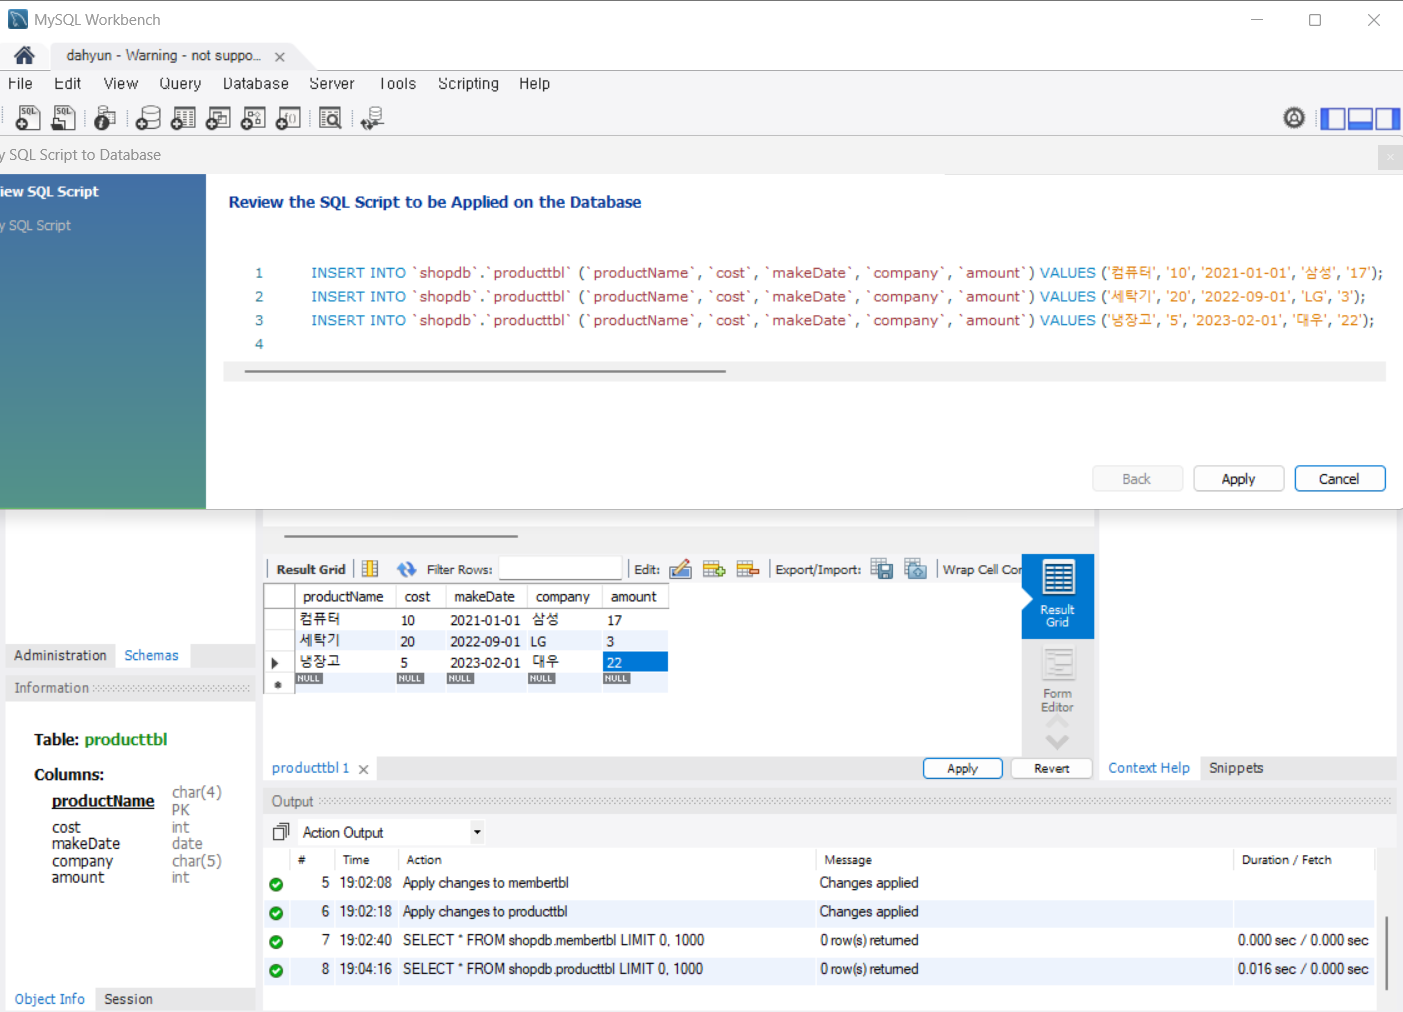 MySQL Workbench
dahyun - Warning - not suppo...
File Edit View Query Database Server Tools Scripting Help
y SQL Script to Database
iew SQL Script
y SQL Script
Review the SQL Script to be Applied on the Database
1 INSERT INTO `shopdb`.`producttbl` (`productName`, `cost`, `makeDate`, `company`, `amount`) VALUES ('컴퓨터', '10', '2021-01-01', '삼성', '17');
2 INSERT INTO `shopdb`.`producttbl` (`productName`, `cost`, `makeDate`, `company`, `amount`) VALUES ('세탁기', '20', '2022-09-01', 'LG', '3');
3 INSERT INTO `shopdb`.`producttbl` (`productName`, `cost`, `makeDate`, `company`, `amount`) VALUES ('냉장고', '5', '2023-02-01', '대우', '22');
4
Back Apply Cancel
Result Grid Filter Rows: Edit: Export/Import: Wrap Cell Cor
productName cost makeDate company amount
컴퓨터 10 2021-01-01 삼성 17
세탁기 20 2022-09-01 LG 3
냉장고 5 2023-02-01 대우 22
NULL NULL NULL NULL NULL
Result
Grid
Form
Editor
Administration Schemas
Information
Table: producttbl
Columns:
productName char(4)
PK
cost int
makeDate date
company char(5)
amount int
Object Info Session
producttbl 1
Apply Revert
Context Help Snippets
Output
Action Output
# Time Action Message Duration / Fetch
5 19:02:08 Apply changes to membertbl Changes applied
6 19:02:18 Apply changes to producttbl Changes applied
7 19:02:40 SELECT * FROM shopdb.membertbl LIMIT 0, 1000 0 row(s) returned 0.000 sec / 0.000 sec
8 19:04:16 SELECT * FROM shopdb.producttbl LIMIT 0, 1000 0 row(s) returned 0.016 sec / 0.000 sec